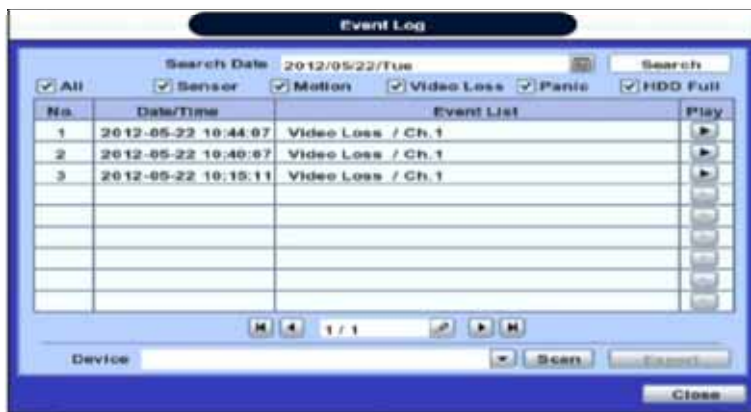 Event Log
Search Date 2012/05/22/Tue Search
All Sensor Motion Video Loss Panic HDD Full
No. Date/Time Event List Play
1 2012-05-22 10:44:07 Video Loss / Ch.1
2 2012-05-22 10:40:07 Video Loss / Ch.1
3 2012-05-22 10:15:11 Video Loss / Ch.1
1 / 1
Device Scan Export
Close